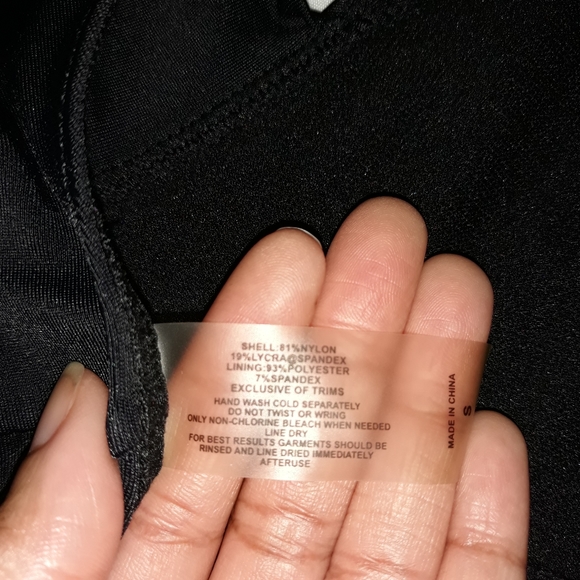 SHELL:81%NYLON
19%LYCRA®SPANDEX
LINING:93%POLYESTER
7%SPANDEX
EXCLUSIVE OF TRIMS
HAND WASH COLD SEPARATELY
DO NOT TWIST OR WRING
ONLY NON-CHLORINE BLEACH WHEN NEEDED
LINE DRY
FOR BEST RESULTS GARMENTS SHOULD BE
RINSED AND LINE DRIED IMMEDIATELY
AFTERUSE
MADE IN CHINA
S